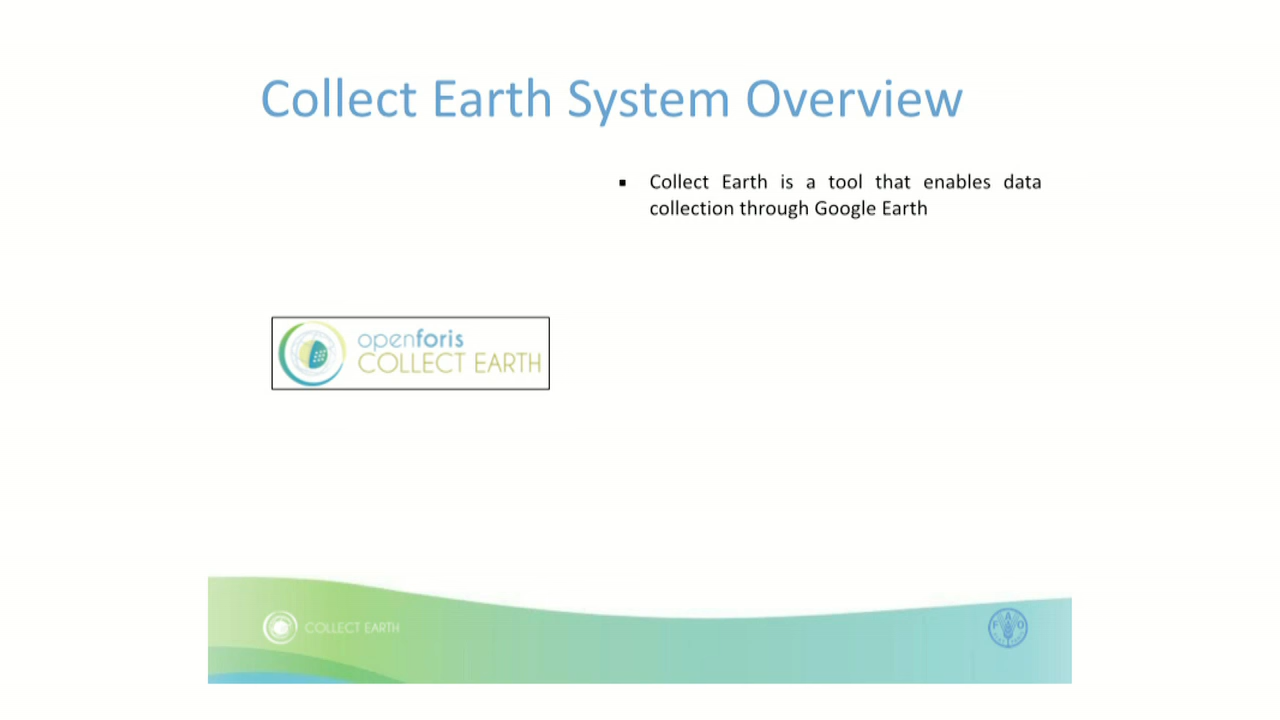 Collect Earth System Overview
▪ Collect Earth is a tool that enables data
collection through Google Earth
openforis
COLLECT EARTH
COLLECT EARTH
FAO